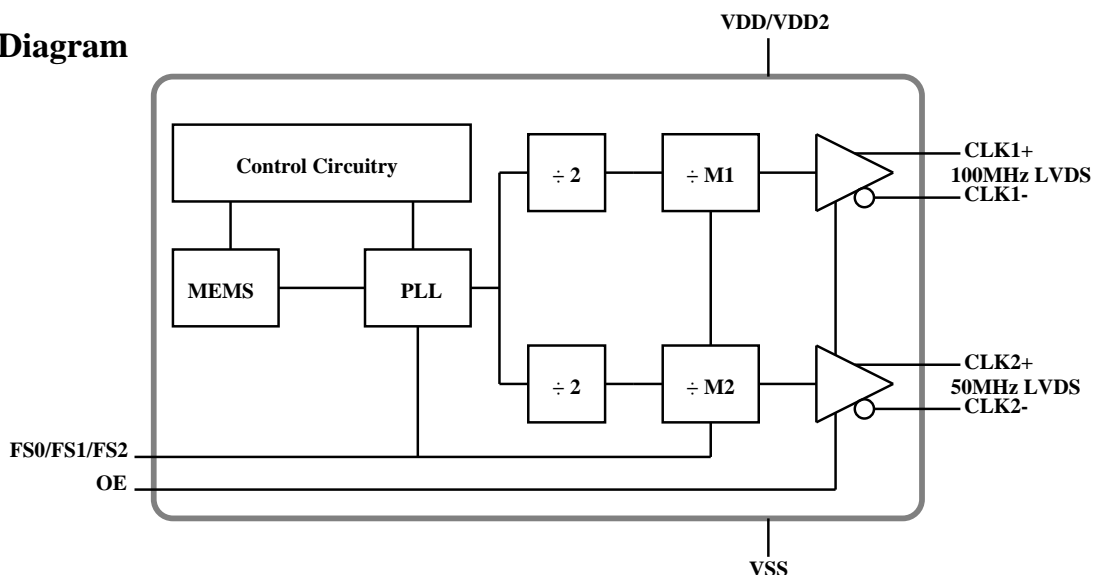 Diagram
VDD/VDD2
Control Circuitry
÷ 2
÷ M1
CLK1+
100MHz LVDS
CLK1-
MEMS
PLL
÷ 2
÷ M2
CLK2+
50MHz LVDS
CLK2-
FS0/FS1/FS2
OE
VSS